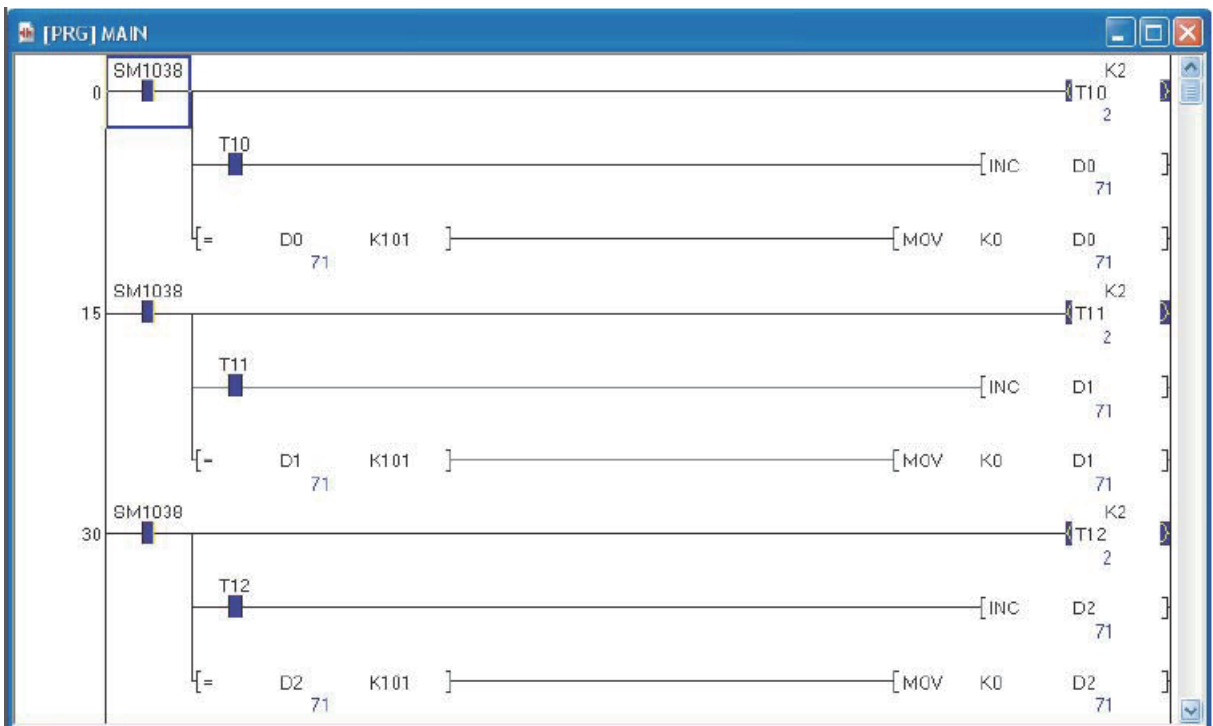 [PRG] MAIN
SM1038 K2
0 T10
2
T10
[ INC D0 ]
71
[= D0 K101 ] [ MOV K0 D0 ]
71 71
SM1038 K2
15 T11
2
T11
[ INC D1 ]
71
[= D1 K101 ] [ MOV K0 D1 ]
71 71
SM1038 K2
30 T12
2
T12
[ INC D2 ]
71
[= D2 K101 ] [ MOV K0 D2 ]
71 71